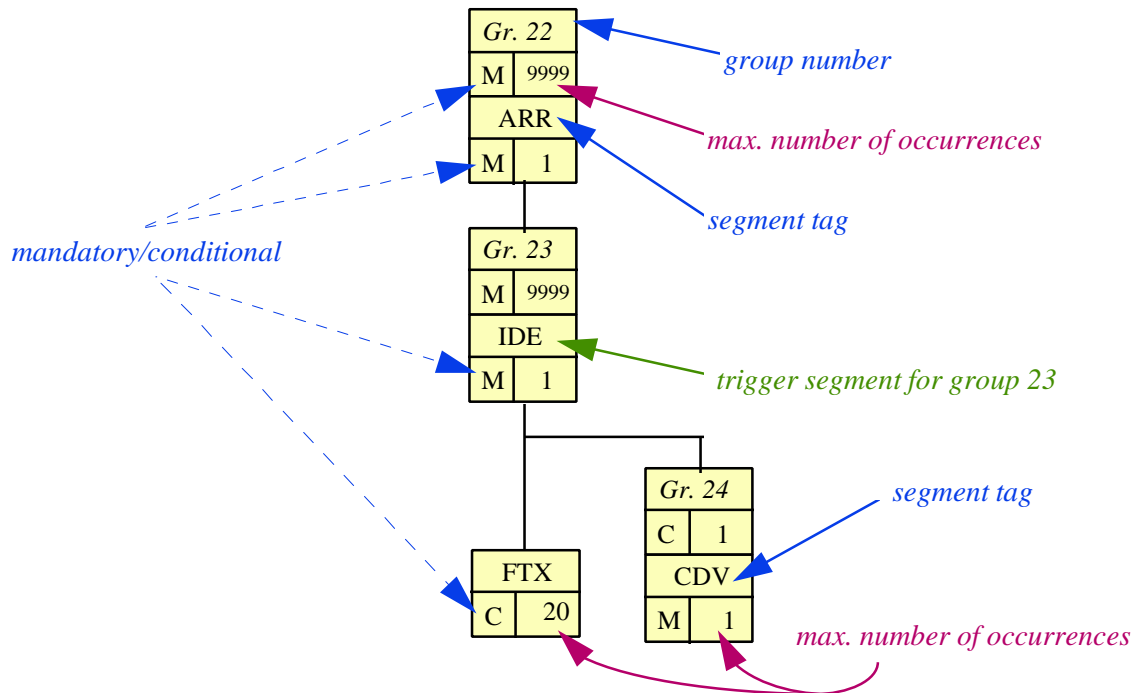 Gr. 22
group number
M 9999
ARR
max. number of occurrences
M 1
segment tag
mandatory/conditional
Gr. 23
M 9999
IDE
M 1
trigger segment for group 23
Gr. 24
segment tag
C 1
FTX
CDV
C 20
M 1
max. number of occurrences